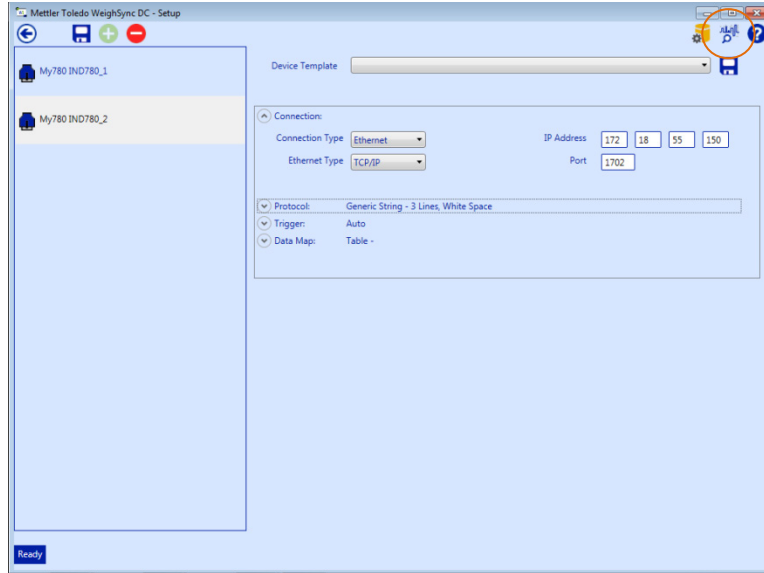 Mettler Toledo WeighSync DC - Setup
My780 IND780_1
My780 IND780_2
Device Template
Connection:
Connection Type Ethernet IP Address 172 18 55 150
Ethernet Type TCP/IP Port 1702
Protocol: Generic String - 3 Lines, White Space
Trigger: Auto
Data Map: Table -
Ready